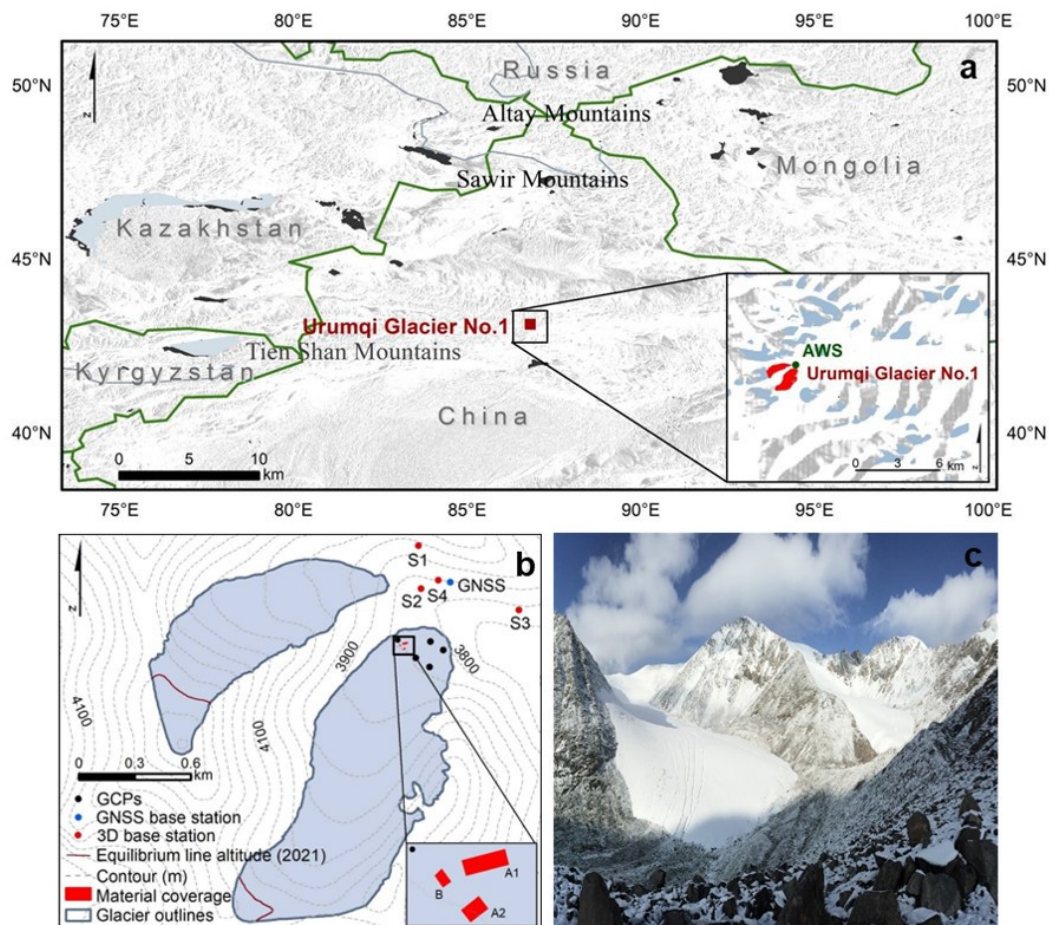 75°E 80°E 85°E 90°E 95°E 100°E
a
50°N 50°N
Russia
Altay Mountains
Mongolia
Sawir Mountains
Kazakhstan
45°N 45°N
Urumqi Glacier No.1
Tien Shan Mountains
Kyrgyzstan
China
40°N 40°N
0 5 10
km
N
AWS
Urumqi Glacier No.1
0 3 6 km
N
75°E 80°E 85°E 90°E 95°E 100°E
b
N
S1
S2 S4 GNSS
S3
3900
3800
4100
4100
0 0.3 0.6
km
GCPs
GNSS base station
3D base station
Equilibrium line altitude (2021)
Contour (m)
Material coverage
Glacier outlines
A1
B
A2
c